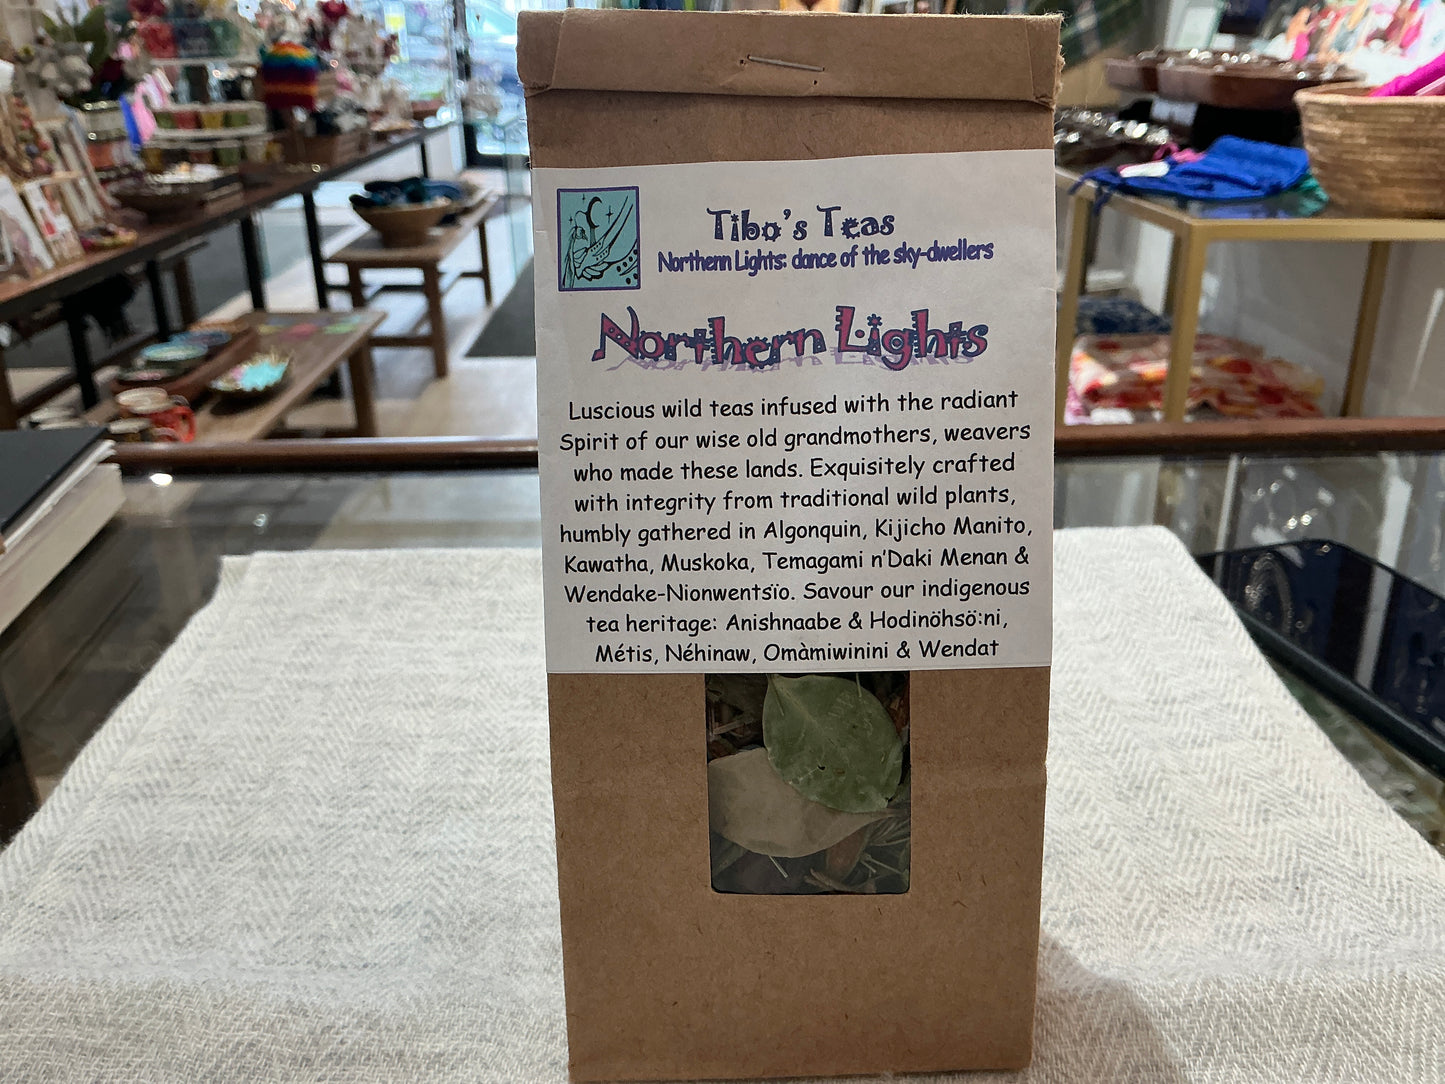 Tibo's Teas
Northern Lights: dance of the sky-dwellers
Northern Lights
Luscious wild teas infused with the radiant
Spirit of our wise old grandmothers, weavers
who made these lands. Exquisitely crafted
with integrity from traditional wild plants,
humbly gathered in Algonquin, Kijicho Manito,
Kawatha, Muskoka, Temagami n'Daki Menan &
Wendake-Nionwentsïo. Savour our indigenous
tea heritage: Anishnaabe & Hodinöhsö:ni,
Métis, Néhinaw, Omàmiwinini & Wendat